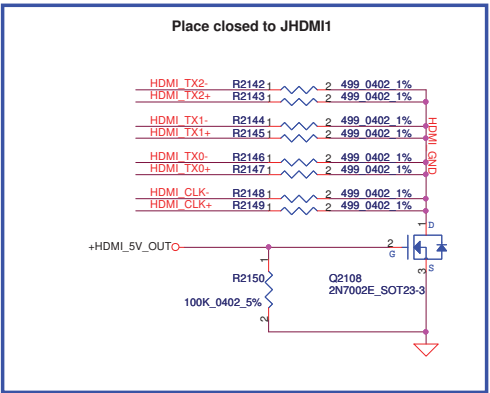 Place closed to JHDMI1
HDMI_TX2- R2142 1 2 499_0402_1%
HDMI_TX2+ R2143 1 2 499_0402_1%
HDMI_TX1- R2144 1 2 499_0402_1%
HDMI_TX1+ R2145 1 2 499_0402_1%
HDMI_TX0- R2146 1 2 499_0402_1%
HDMI_TX0+ R2147 1 2 499_0402_1%
HDMI_CLK- R2148 1 2 499_0402_1%
HDMI_CLK+ R2149 1 2 499_0402_1%
HDMI_GND
1 D
+HDMI_5V_OUT 2
G
S
3
1
R2150
100K_0402_5%
2
Q2108
2N7002E_SOT23-3